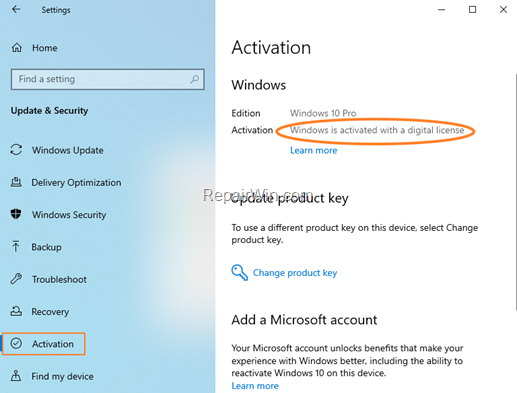 Settings
Home
Find a setting
Update & Security
Windows Update
Delivery Optimization
Windows Security
Backup
Troubleshoot
Recovery
Activation
Find my device
Activation
Windows
Edition Windows 10 Pro
Activation Windows is activated with a digital license
Learn more
RepairWin.com
Update product key
To use a different product key on this device, select Change
product key.
Change product key
Add a Microsoft account
Your Microsoft account unlocks benefits that make your
experience with Windows better, including the ability to
reactivate Windows 10 on this device.
Learn more